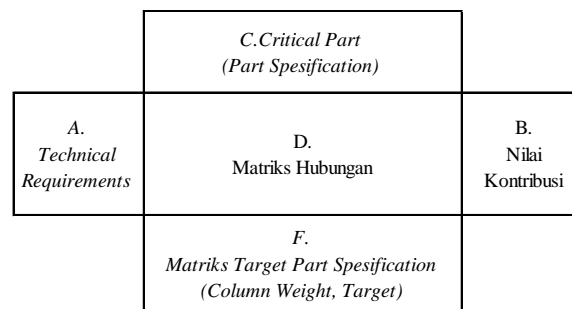 C.Critical Part
(Part Spesification)
A.
Technical
Requirements
D.
Matriks Hubungan
B.
Nilai
Kontribusi
F.
Matriks Target Part Spesification
(Column Weight, Target)